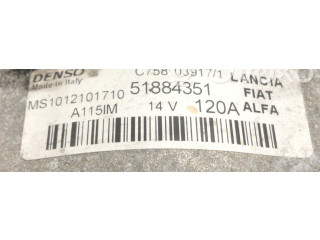 DENSO
Made in Italy
C758 03917/1
LANCIA
MS1012101710 51884351
FIAT
A115IM 14 V 120A ALFA